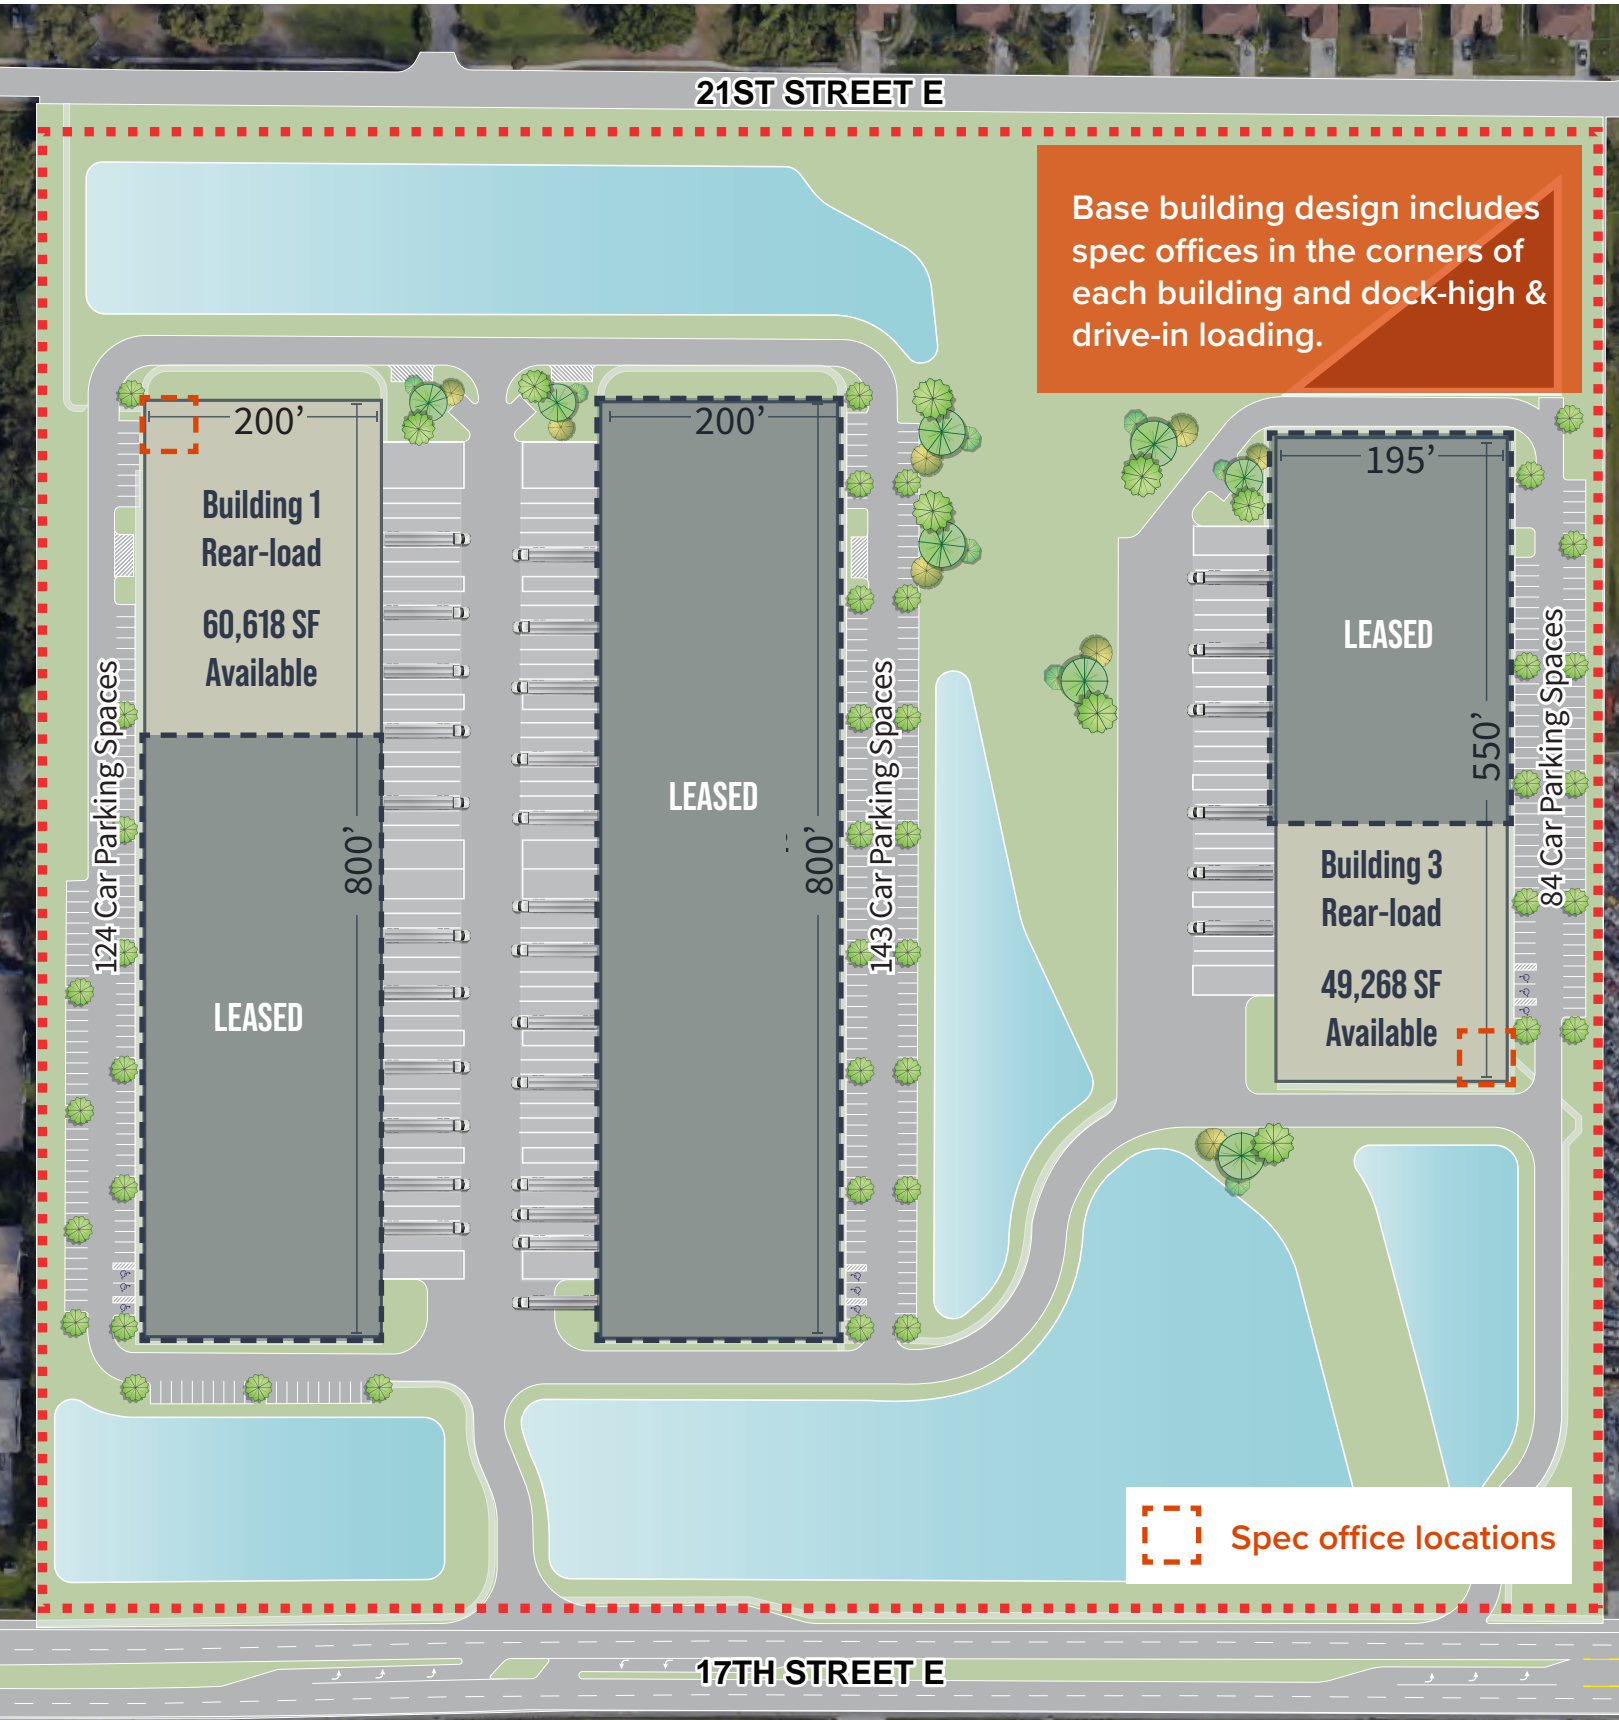 21ST STREET E
Base building design includes
spec offices in the corners of
each building and dock-high &
drive-in loading.
200’
200’
195’
Building 1
Rear-load
60,618 SF
Available
LEASED
LEASED
LEASED
800’
800’
550’
124 Car Parking Spaces
143 Car Parking Spaces
84 Car Parking Spaces
Building 3
Rear-load
49,268 SF
Available
Spec office locations
17TH STREET E